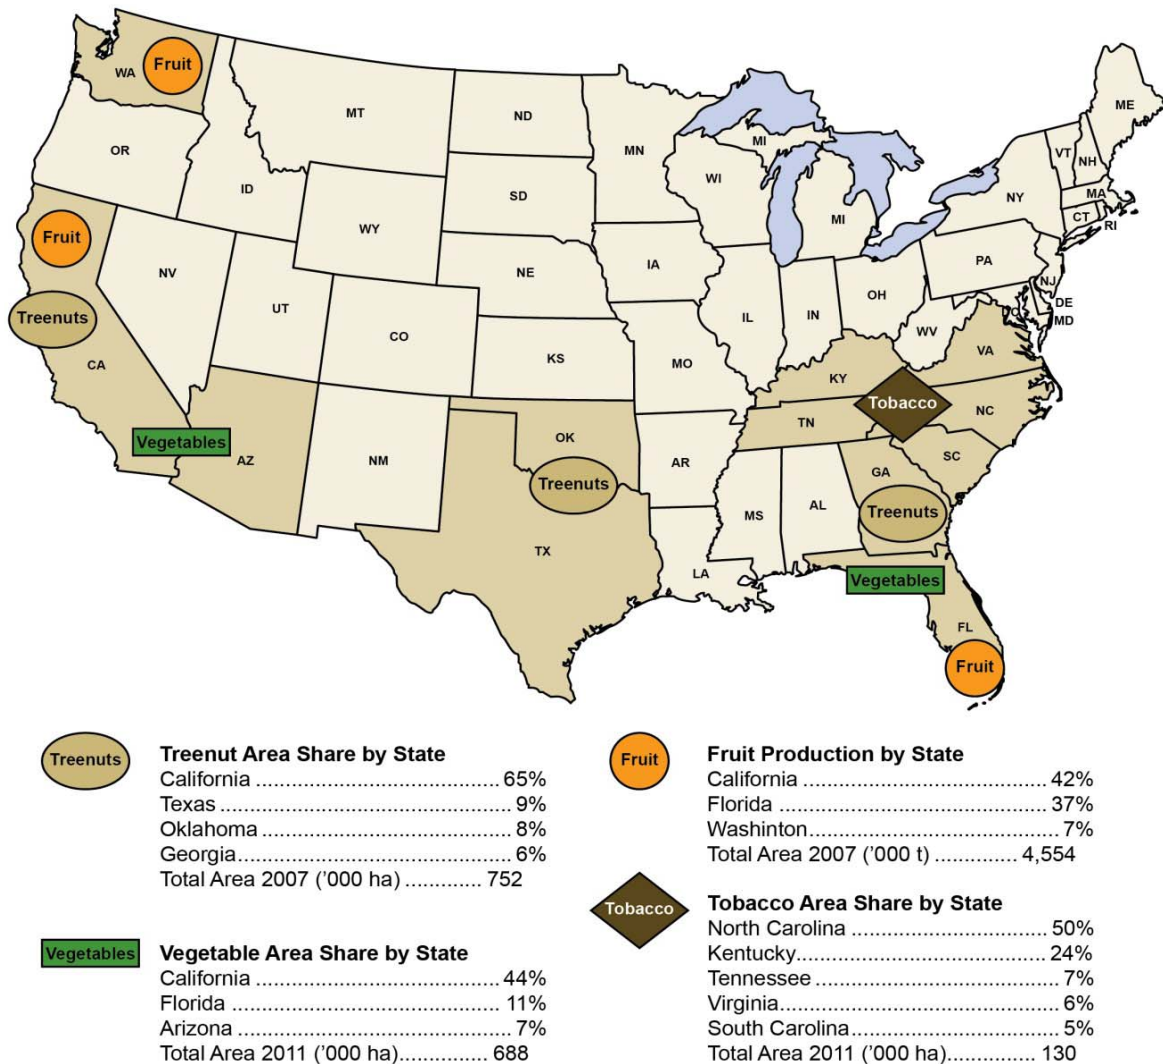 WA
Fruit
MT
ND
MN
MI
ME
VT
NH
OR
ID
SD
WI
MI
NY
MA
CT
RI
Fruit
WY
IA
PA
NJ
NV
NE
OH
DE
Treenuts
UT
IL
IN
MD
CO
WV
CA
KS
MO
VA
KY
Tobacco
NC
Vegetables
TN
AZ
OK
NM
AR
SC
GA
Treenuts
Treenuts
MS
AL
TX
LA
Vegetables
FL
Fruit
Treenuts
Treenut Area Share by State
California ........................................ 65%
Texas ................................................ 9%
Oklahoma ......................................... 8%
Georgia ............................................. 6%
Total Area 2007 (’000 ha) ............. 752
Vegetables
Vegetable Area Share by State
California ........................................ 44%
Florida ............................................. 11%
Arizona .............................................. 7%
Total Area 2011 (’000 ha) .............. 688
Fruit
Fruit Production by State
California ......................................... 42%
Florida ............................................. 37%
Washinton .......................................... 7%
Total Area 2007 (’000 t) ............... 4,554
Tobacco
Tobacco Area Share by State
North Carolina ................................. 50%
Kentucky .......................................... 24%
Tennessee .......................................... 7%
Virginia ............................................... 6%
South Carolina ................................... 5%
Total Area 2011 (’000 ha) ............... 130